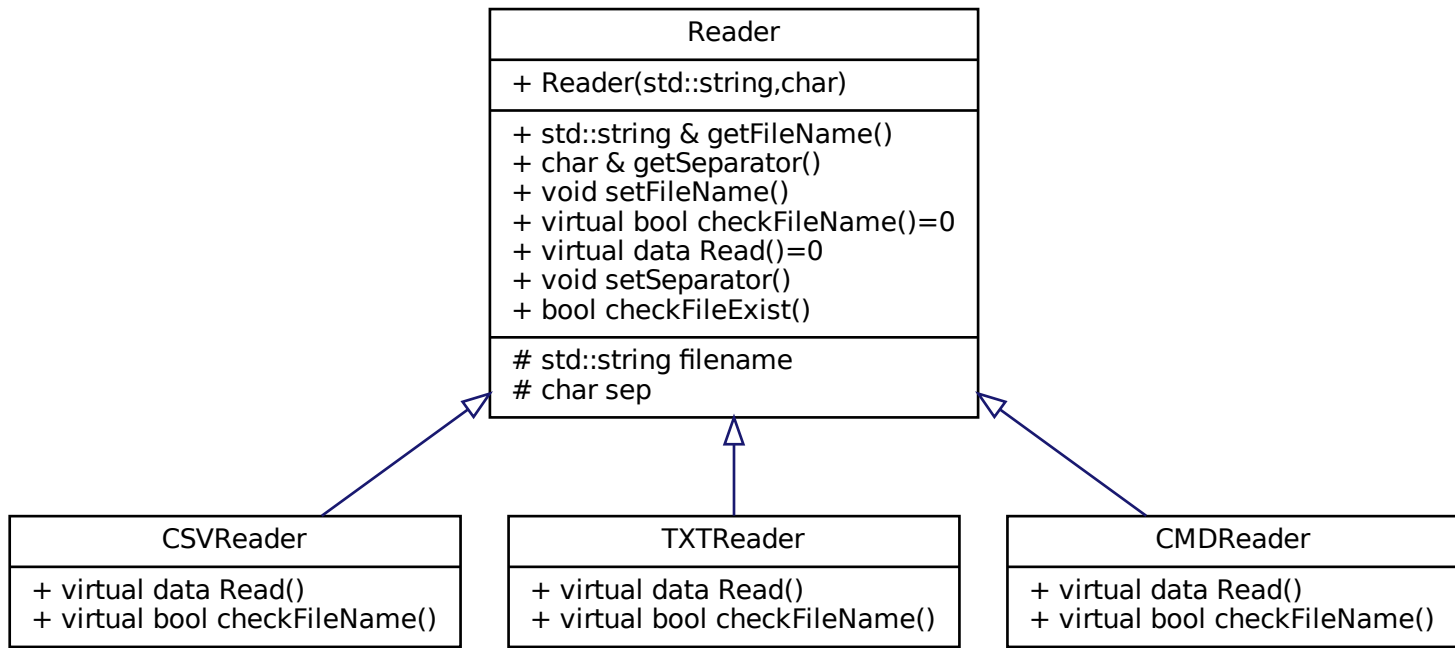 Reader
+ Reader(std::string,char)
+ std::string & getFileName()
+ char & getSeparator()
+ void setFileName()
+ virtual bool checkFileName()=0
+ virtual data Read()=0
+ void setSeparator()
+ bool checkFileExist()
# std::string filename
# char sep
CSVReader
+ virtual data Read()
+ virtual bool checkFileName()
TXTReader
+ virtual data Read()
+ virtual bool checkFileName()
CMDReader
+ virtual data Read()
+ virtual bool checkFileName()